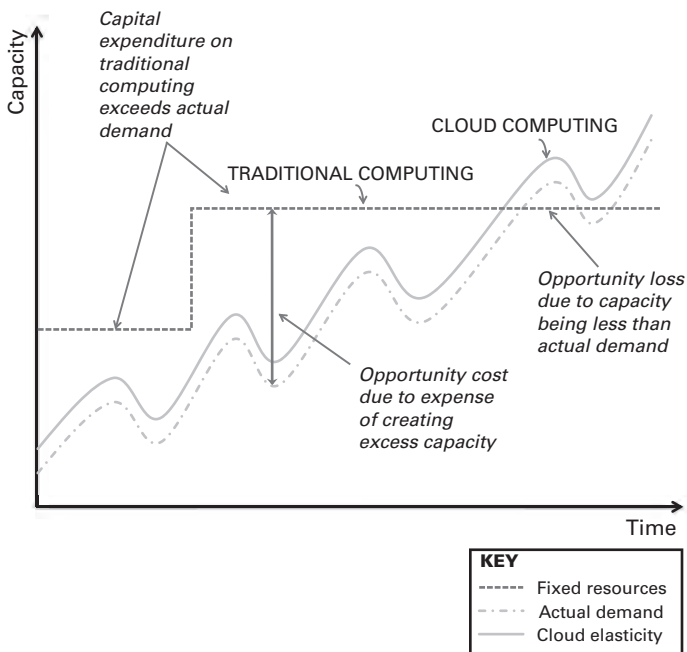 Capital
expenditure on
traditional
computing
exceeds actual
demand
Capacity
CLOUD COMPUTING
TRADITIONAL COMPUTING
Opportunity loss
due to capacity
being less than
actual demand
Opportunity cost
due to expense
of creating
excess capacity
Time
KEY
Fixed resources
Actual demand
Cloud elasticity